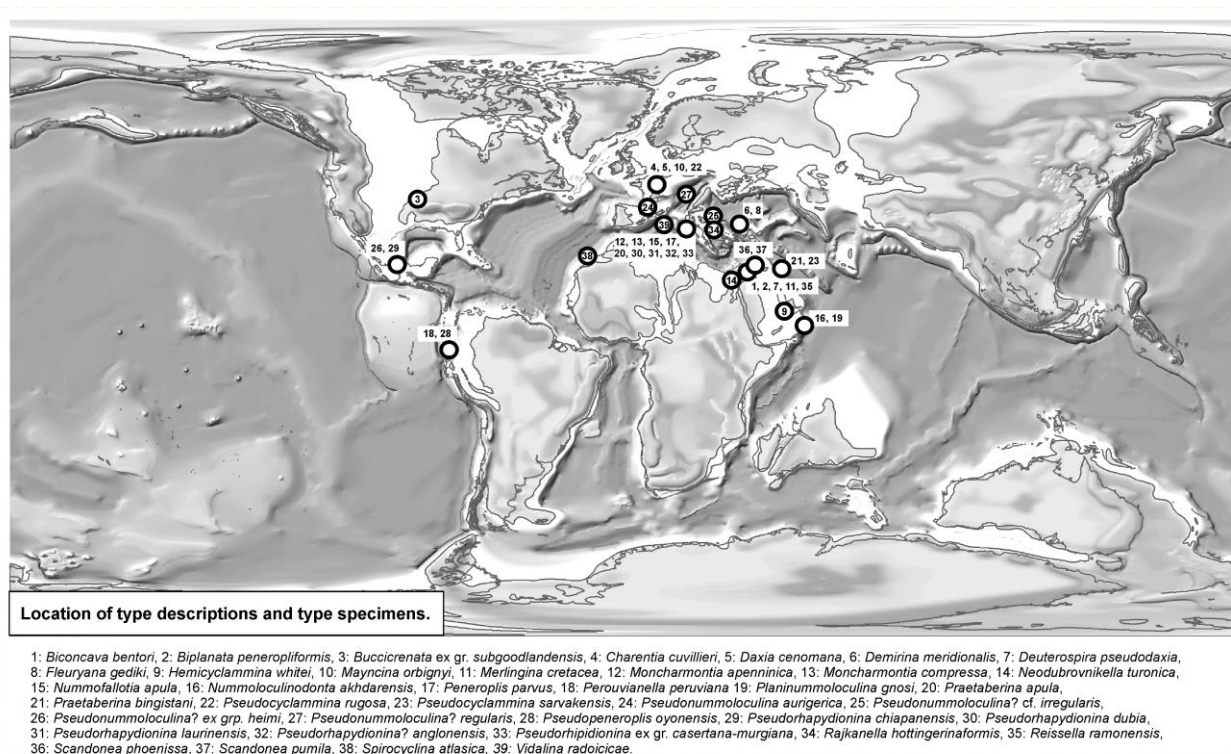 4, 5, 10, 22
3
27
24
25
6, 8
39
34
26, 29
12, 13, 15, 17,
20, 30, 31, 32, 33
38
36, 37
21, 23
14
1, 2, 7, 11, 35
9
16, 19
18, 28
Location of type descriptions and type specimens.
1: Biconcava bentori, 2: Biplanata peneropliformis, 3: Buccicrenata ex gr. subgoodlandensis, 4: Charentia cuvillieri, 5: Daxia cenomana, 6: Demirina meridionalis, 7: Deuterospira pseudodaxia,
8: Fleuryana gediki, 9: Hemicyclammina whitei, 10: Mayncina orbignyi, 11: Merlingina cretacea, 12: Moncharmontia apenninica, 13: Moncharmontia compressa, 14: Neodubrovnikella turonica,
15: Nummofallotia apula, 16: Nummoloculinodonta akhdarensis, 17: Peneroplis parvus, 18: Perouvianella peruviana 19: Planinummoloculina gnosi, 20: Praetaberina apula,
21: Praetaberina bingistani, 22: Pseudocyclammina rugosa, 23: Pseudocyclammina sarvakensis, 24: Pseudonummoloculina aurigerica, 25: Pseudonummoloculina? cf. irregularis,
26: Pseudonummoloculina? ex grp. heimi, 27: Pseudonummoloculina? regularis, 28: Pseudopeneroplis oyonensis, 29: Pseudorhapydionina chiapanensis, 30: Pseudorhapydionina dubia,
31: Pseudorhapydionina laurinensis, 32: Pseudorhapydionina? anglonensis, 33: Pseudorhipidionina ex gr. casertana-murgiana, 34: Rajkanella hottingerinaformis, 35: Reissella ramonensis,
36: Scandonea phoenissa, 37: Scandonea pumila, 38: Spirocyclina atlasica, 39: Vidalina radoicicae.